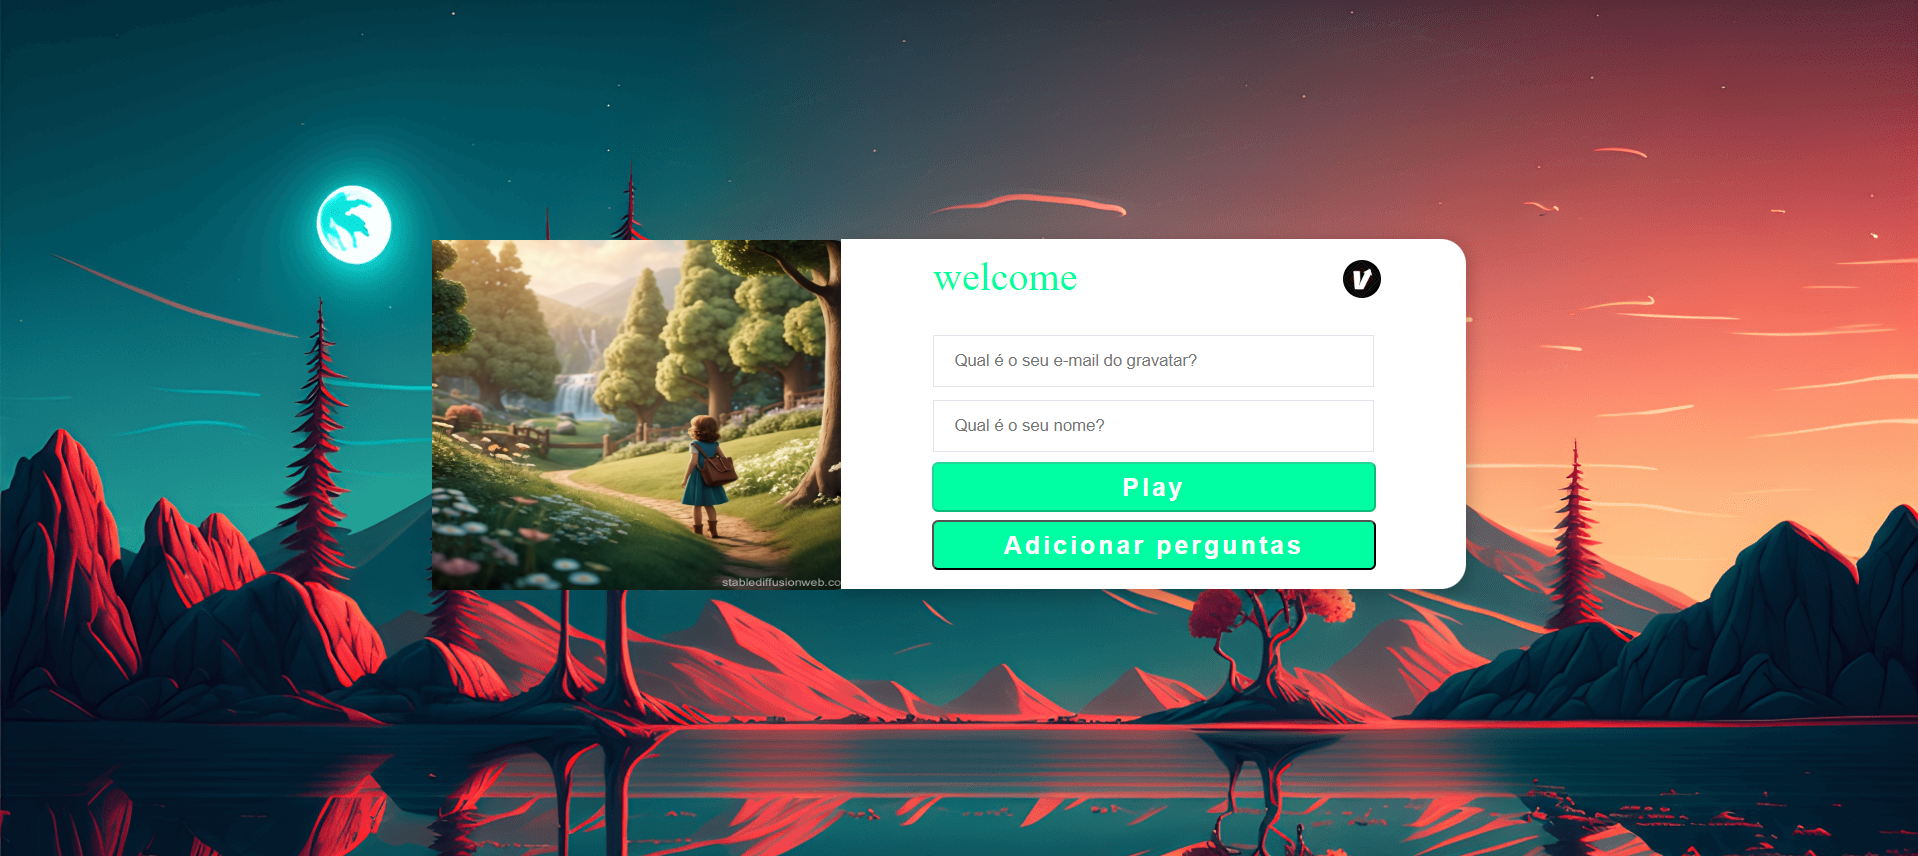 welcome
V
Qual é o seu e-mail do gravatar?
Qual é o seu nome?
Play
Adicionar perguntas
stablediffusionweb.co